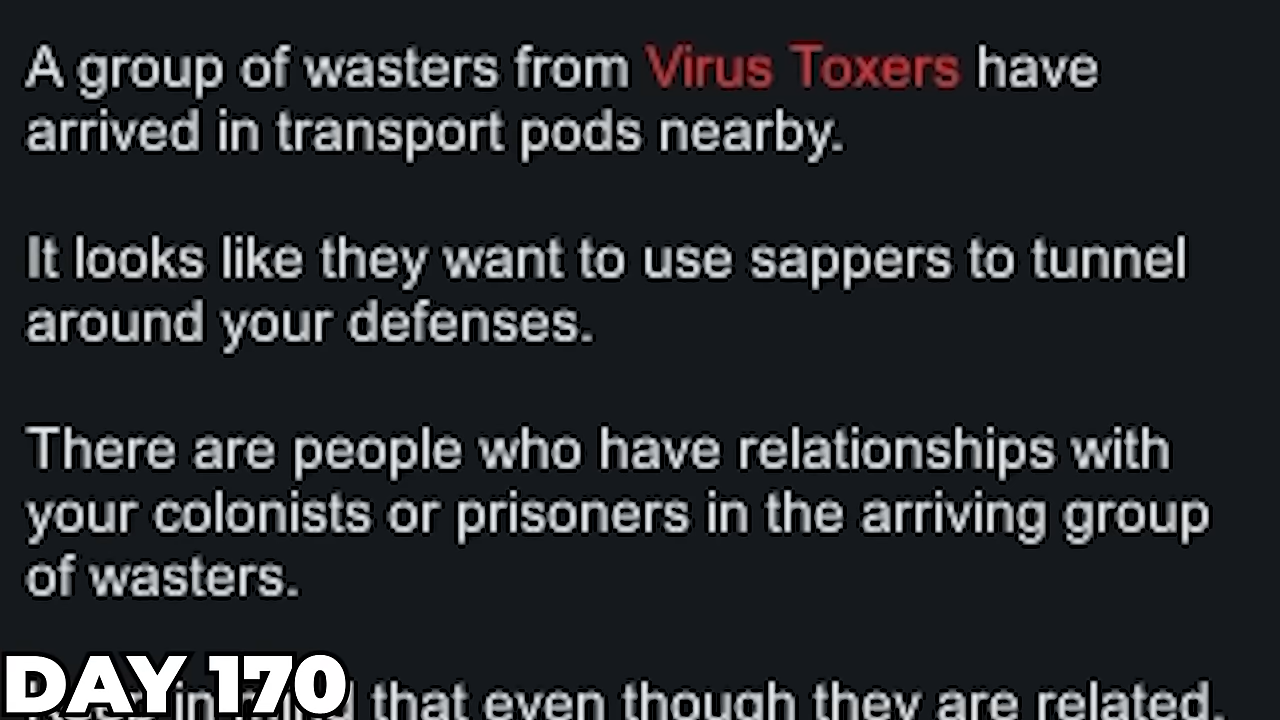 A group of wasters from Virus Toxers have
arrived in transport pods nearby.
It looks like they want to use sappers to tunnel
around your defenses.
There are people who have relationships with
your colonists or prisoners in the arriving group
of wasters.
in mind that even though they are related,
DAY 170